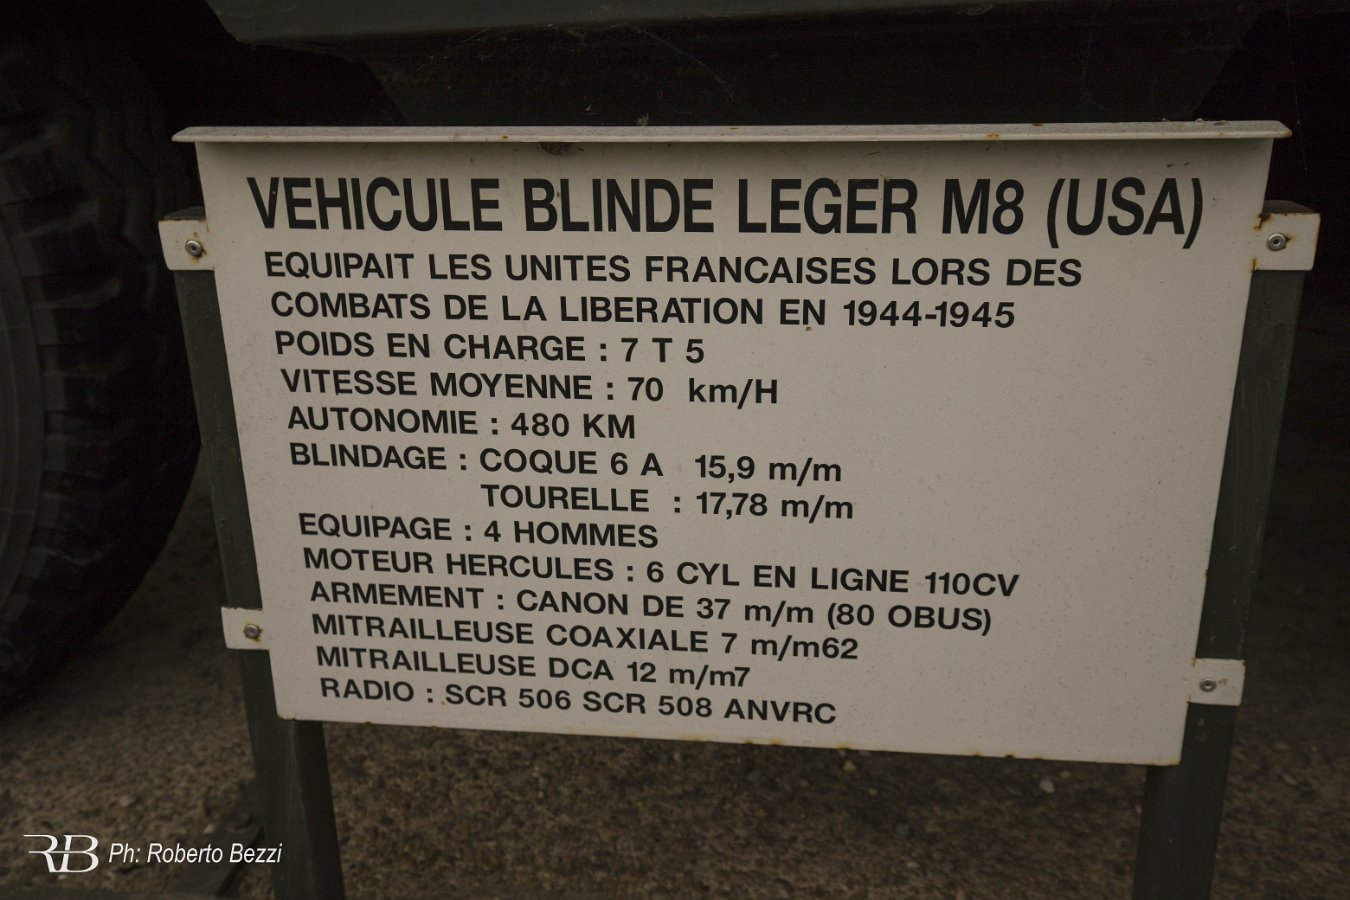 VEHICULE BLINDE LEGER M8 (USA)
EQUIPAIT LES UNITES FRANCAISES LORS DES
COMBATS DE LA LIBERATION EN 1944-1945
POIDS EN CHARGE : 7 T 5
VITESSE MOYENNE : 70 km/H
AUTONOMIE : 480 KM
BLINDAGE : COQUE 6 A 15,9 m/m
TOURELLE : 17,78 m/m
EQUIPAGE : 4 HOMMES
MOTEUR HERCULES : 6 CYL EN LIGNE 110CV
ARMEMENT : CANON DE 37 m/m (80 OBUS)
MITRAILLEUSE COAXIALE 7 m/m62
MITRAILLEUSE DCA 12 m/m7
RADIO : SCR 506 SCR 508 ANVRC
RB Ph: Roberto Bezzi